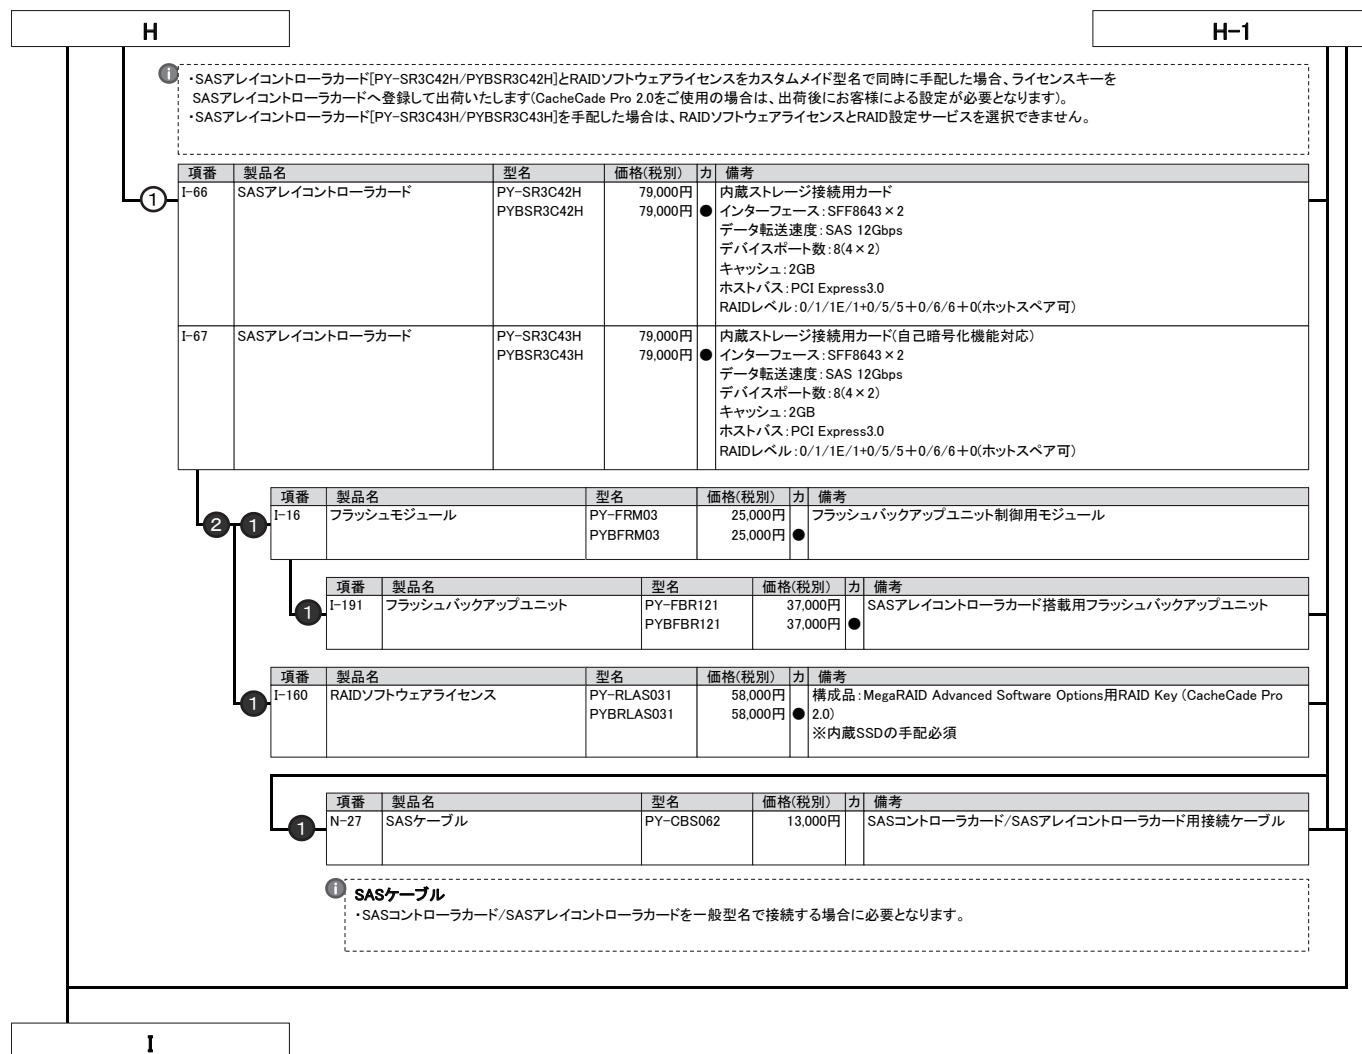 H
H-1
・SASアレイコントローラカード[PY-SR3C42H/PYBSR3C42H]とRAIDソフトウェアライセンスをカスタムメイド型名で同時に手配した場合、ライセンスキーを
SASアレイコントローラカードへ登録して出荷いたします(CacheCade Pro 2.0をご使用の場合は、出荷後にお客様による設定が必要となります)。
・SASアレイコントローラカード[PY-SR3C43H/PYBSR3C43H]を手配した場合は、RAIDソフトウェアライセンスとRAID設定サービスを選択できません。
項番 製品名 型名 価格(税別) カ 備考
1 I-66 SASアレイコントローラカード PY-SR3C42H 79,000円 内蔵ストレージ接続用カード
PYBSR3C42H 79,000円 ● インターフェース:SFF8643×2
データ転送速度:SAS 12Gbps
デバイスポート数:8(4×2)
キャッシュ:2GB
ホストバス:PCI Express3.0
RAIDレベル:0/1/1E/1+0/5/5+0/6/6+0(ホットスペア可)
I-67 SASアレイコントローラカード PY-SR3C43H 79,000円 内蔵ストレージ接続用カード(自己暗号化機能対応)
PYBSR3C43H 79,000円 ● インターフェース:SFF8643×2
データ転送速度:SAS 12Gbps
デバイスポート数:8(4×2)
キャッシュ:2GB
ホストバス:PCI Express3.0
RAIDレベル:0/1/1E/1+0/5/5+0/6/6+0(ホットスペア可)
項番 製品名 型名 価格(税別) カ 備考
2 1 I-16 フラッシュモジュール PY-FRM03 25,000円 フラッシュバックアップユニット制御用モジュール
PYBFRM03 25,000円 ●
項番 製品名 型名 価格(税別) カ 備考
1 I-191 フラッシュバックアップユニット PY-FBR121 37,000円 SASアレイコントローラカード搭載用フラッシュバックアップユニット
PYBFBR121 37,000円 ●
項番 製品名 型名 価格(税別) カ 備考
1 I-160 RAIDソフトウェアライセンス PY-RLAS031 58,000円 構成品:MegaRAID Advanced Software Options用RAID Key (CacheCade Pro
PYBRLAS031 58,000円 ● 2.0)
※内蔵SSDの手配必須
項番 製品名 型名 価格(税別) カ 備考
1 N-27 SASケーブル PY-CBS062 13,000円 SASコントローラカード/SASアレイコントローラカード用接続ケーブル
SASケーブル
・SASコントローラカード/SASアレイコントローラカードを一般型名で接続する場合に必要となります。
I